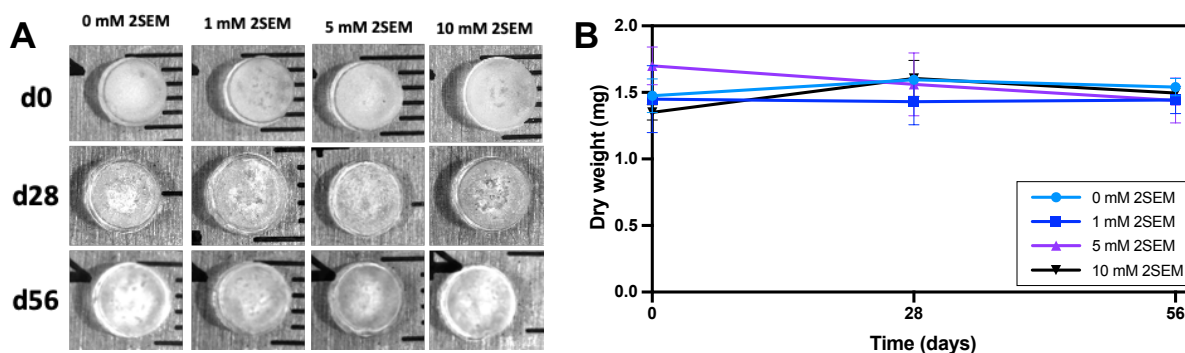 A
0 mM 2SEM 1 mM 2SEM 5 mM 2SEM 10 mM 2SEM
d0
d28
d56
B
Dry weight (mg)
2.0
1.5
1.0
0.5
0.0
0 28 56
Time (days)
0 mM 2SEM
1 mM 2SEM
5 mM 2SEM
10 mM 2SEM